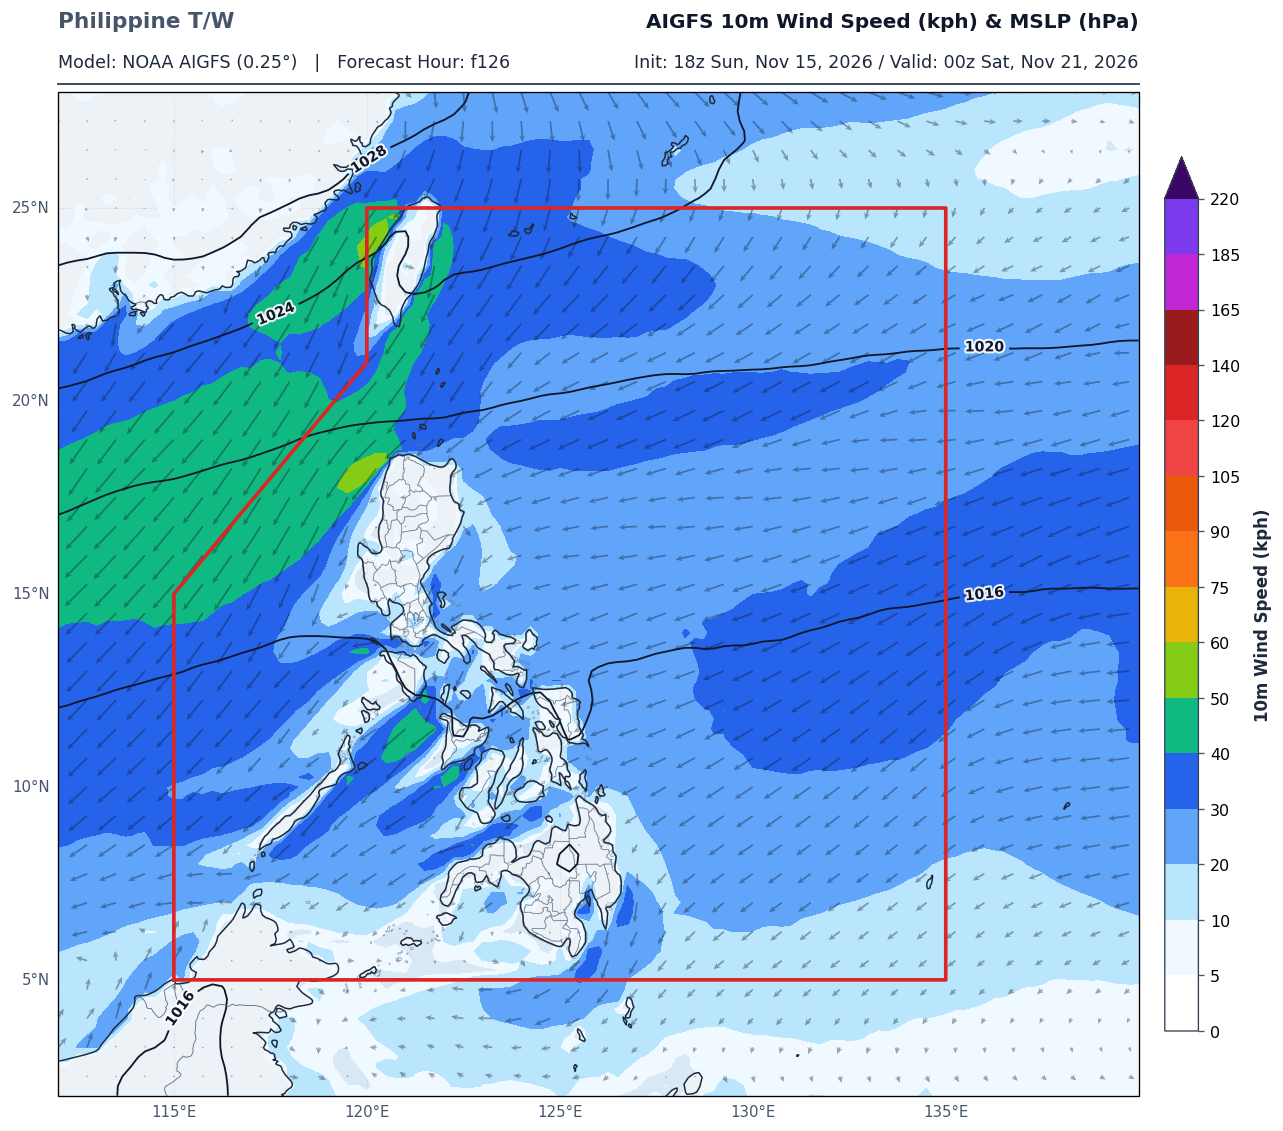 Philippine T/W
AIGFS 10m Wind Speed (kph) & MSLP (hPa)
Model: NOAA AIGFS (0.25°) | Forecast Hour: f126
Init: 18z Sun, Nov 15, 2026 / Valid: 00z Sat, Nov 21, 2026
1028
1024
1020
1016
1016
25°N
20°N
15°N
10°N
5°N
115°E
120°E
125°E
130°E
135°E
220
185
165
140
120
105
90
75
60
50
40
30
20
10
5
0
10m Wind Speed (kph)